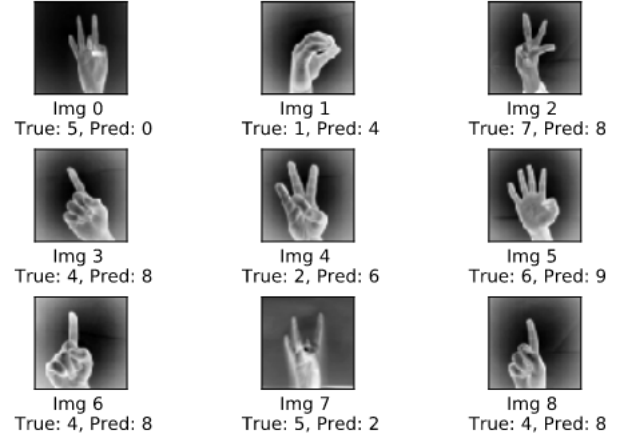 Img 0
True: 5, Pred: 0
Img 1
True: 1, Pred: 4
Img 2
True: 7, Pred: 8
Img 3
True: 4, Pred: 8
Img 4
True: 2, Pred: 6
Img 5
True: 6, Pred: 9
Img 6
True: 4, Pred: 8
Img 7
True: 5, Pred: 2
Img 8
True: 4, Pred: 8